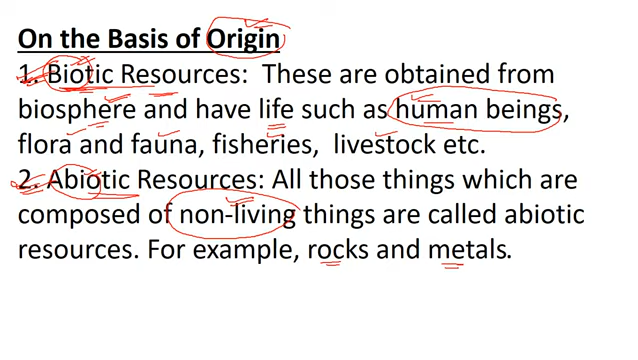 On the Basis of Origin
1. Biotic Resources: These are obtained from
biosphere and have life such as human beings,
flora and fauna, fisheries, livestock etc.
2. Abiotic Resources: All those things which are
composed of non-living things are called abiotic
resources. For example, rocks and metals.